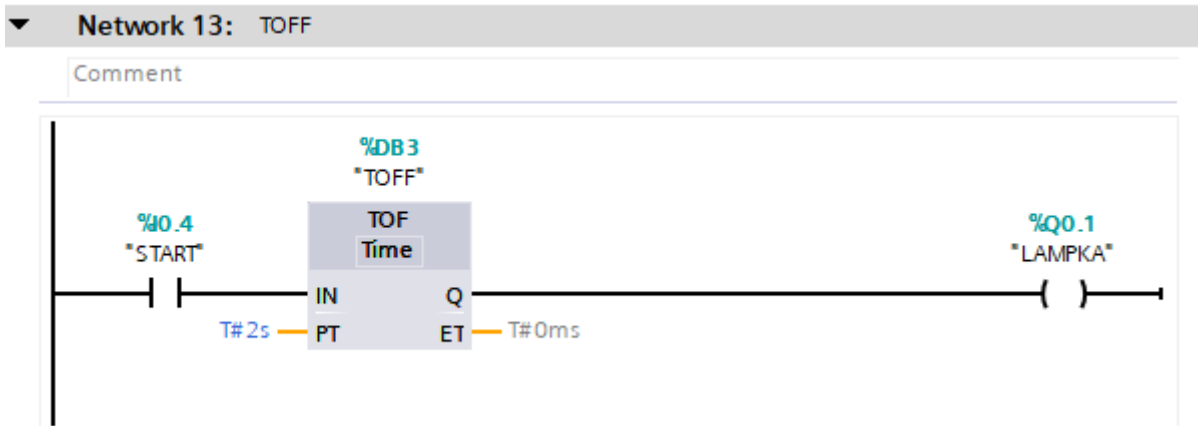 Network 13: TOFF
Comment
%DB3
"TOFF"
%I0.4
"START"
TOF
Time
%Q0.1
"LAMPKA"
IN Q
T#2s PT ET T#0ms